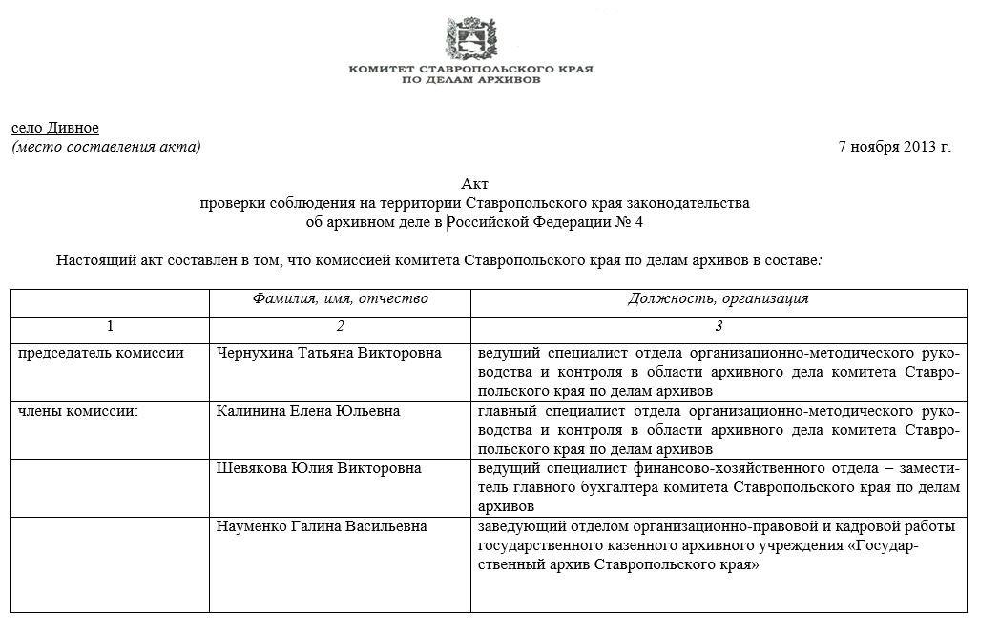 КОМИТЕТ СТАВРОПОЛЬСКОГО КРАЯ
ПО ДЕЛАМ АРХИВОВ
село Дивное
(место составления акта) 7 ноября 2013 г.
Акт
проверки соблюдения на территории Ставропольского края законодательства
об архивном деле в Российской Федерации № 4
Настоящий акт составлен в том, что комиссией комитета Ставропольского края по делам архивов в составе:
Фамилия, имя, отчество Должность, организация
1 2 3
председатель комиссии Чернухина Татьяна Викторовна ведущий специалист отдела организационно-методического руко-
водства и контроля в области архивного дела комитета Ставро-
польского края по делам архивов
члены комиссии: Калинина Елена Юльевна главный специалист отдела организационно-методического руко-
водства и контроля в области архивного дела комитета Ставро-
польского края по делам архивов
Шевякова Юлия Викторовна ведущий специалист финансово-хозяйственного отдела – замести-
тель главного бухгалтера комитета Ставропольского края по делам
архивов
Науменко Галина Васильевна заведующий отделом организационно-правовой и кадровой работы
государственного казенного архивного учреждения «Государ-
ственный архив Ставропольского края»